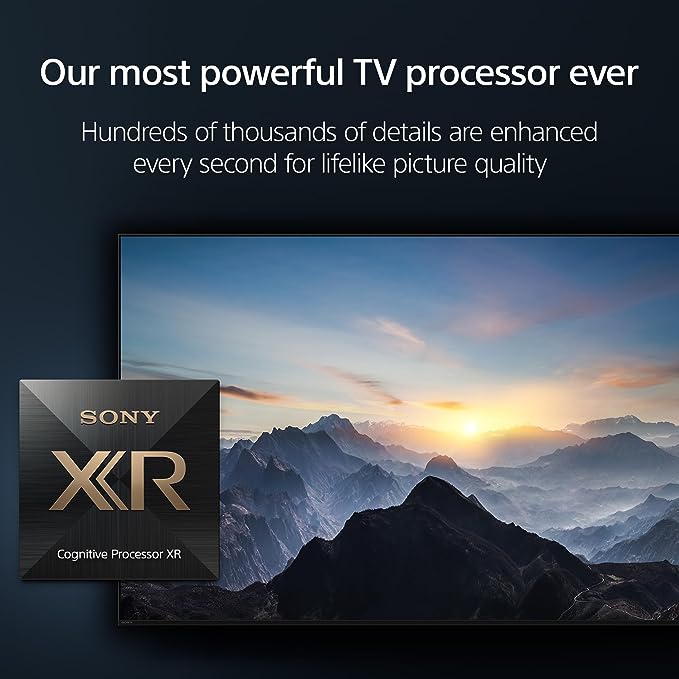 Our most powerful TV processor ever
Hundreds of thousands of details are enhanced
every second for lifelike picture quality
SONY
XR
Cognitive Processor XR